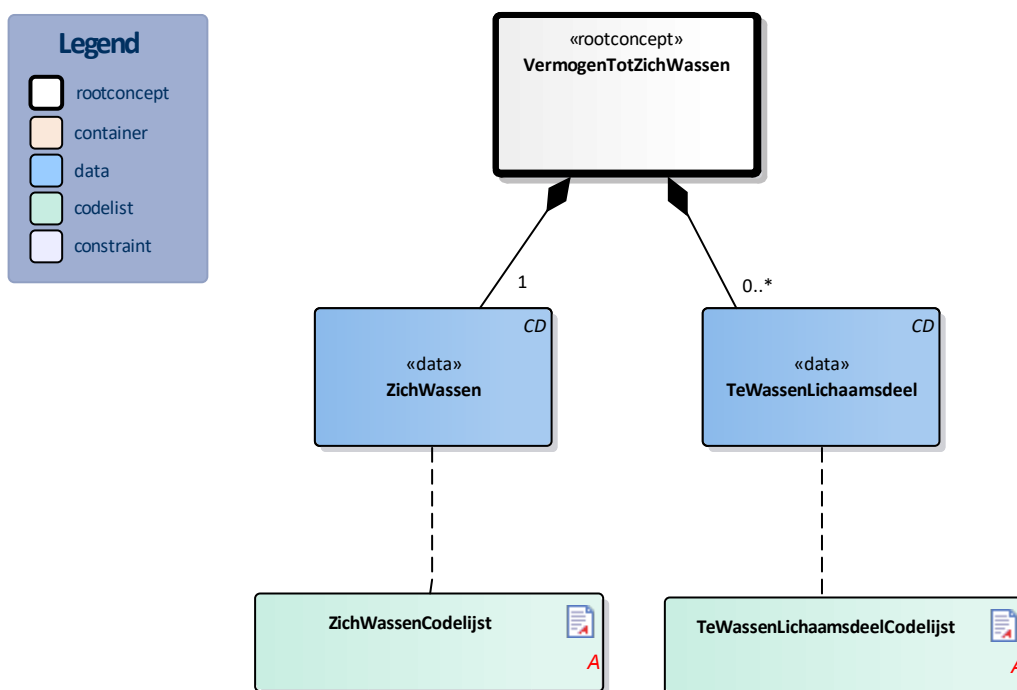 Legend
rootconcept
container
data
codelist
constraint
«rootconcept»
VermogenTotZichWassen
1
0..*
CD
«data»
ZichWassen
CD
«data»
TeWassenLichaamsdeel
ZichWassenCodelijst
A
TeWassenLichaamsdeelCodelijst
A